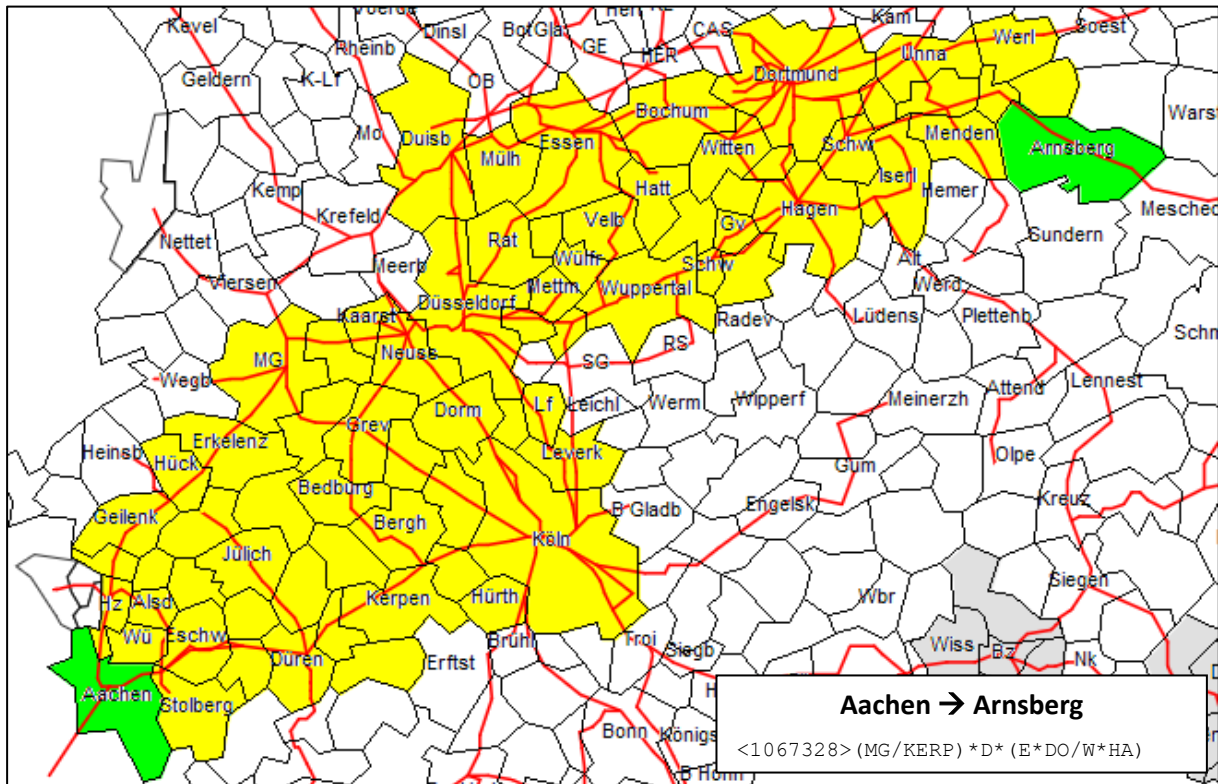 Kevel
Voerde
Dinsl
BotGla
Herl
RE
CAS
Kam
Soest
Rheinb
GE
HER
Unna
Werl
Geldern
K-Lf
OB
Dortmund
Mo
Duisb
Bochum
Warst
Mülh
Essen
Witten
Schw
Menden
Arnsberg
Kemp
Hatt
Iserl
Hemer
Krefeld
Velb
Hagen
Meschec
Nettet
Rat
Wülfr
Gv
Sundern
Viersen
Meerb
Mettm
Schw
Alt
Düsseldorf
Wuppertal
Werd
Kaarst
Radev
Lüdens
Plettenb
Schm
MG
Neuss
SG
RS
Wegb
Lf
Leichl
Werm
Wipperf
Meinerzh
Attend
Lennest
Dorm
Grev
Erkelenz
Heinsb
Hück
Leverk
Olpe
Bedburg
Gum
Geilenk
Bergh
B Gladb
Engelsk
Kreuz
Jülich
Köln
Siegen
Hz
Alsd
Kerpen
Hürth
Wbr
Wü
Eschw
Brühl
Troi
Siegb
Wiss
Bz
Nk
Düren
Erftst
Aachen
Stolberg
Bonn
Königs
B Honn
Aachen → Arnsberg
<1067328>(MG/KERP)*D*(E*DO/W*HA)